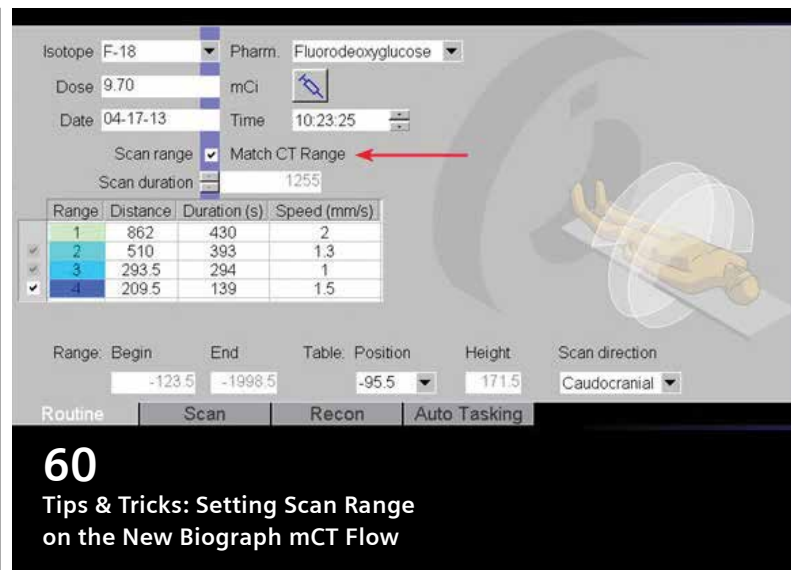 Isotope F-18 Pharm. Fluorodeoxyglucose
Dose 9.70 mCi
Date 04-17-13 Time 10:23:25
Scan range Match CT Range
Scan duration 1255
Range Distance Duration (s) Speed (mm/s)
1 862 430 2
2 510 393 1.3
3 293.5 294 1
4 209.5 139 1.5
Range: Begin End Table: Position Height Scan direction
-123.5 -1998.5 -95.5 171.5 Caudocranial
Routine Scan Recon Auto Tasking
60
Tips & Tricks: Setting Scan Range
on the New Biograph mCT Flow